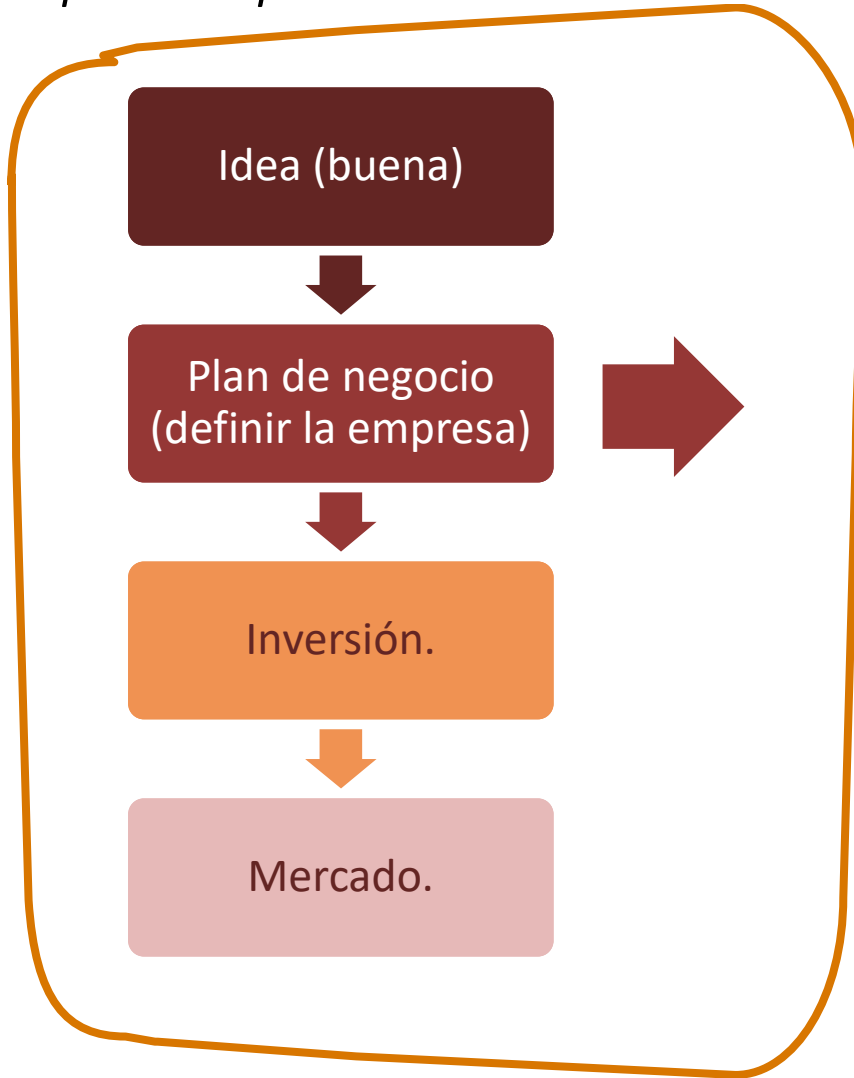 Idea (buena)
Plan de negocio
(definir la empresa)
Inversión.
Mercado.